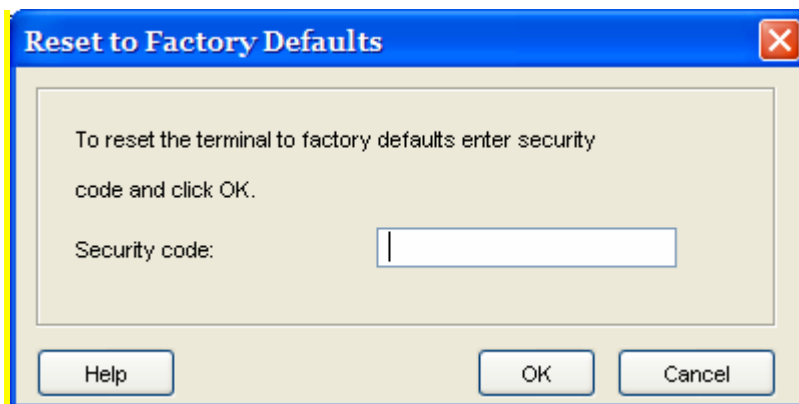 Reset to Factory Defaults
To reset the terminal to factory defaults enter security
code and click OK.
Security code:
Help
OK
Cancel